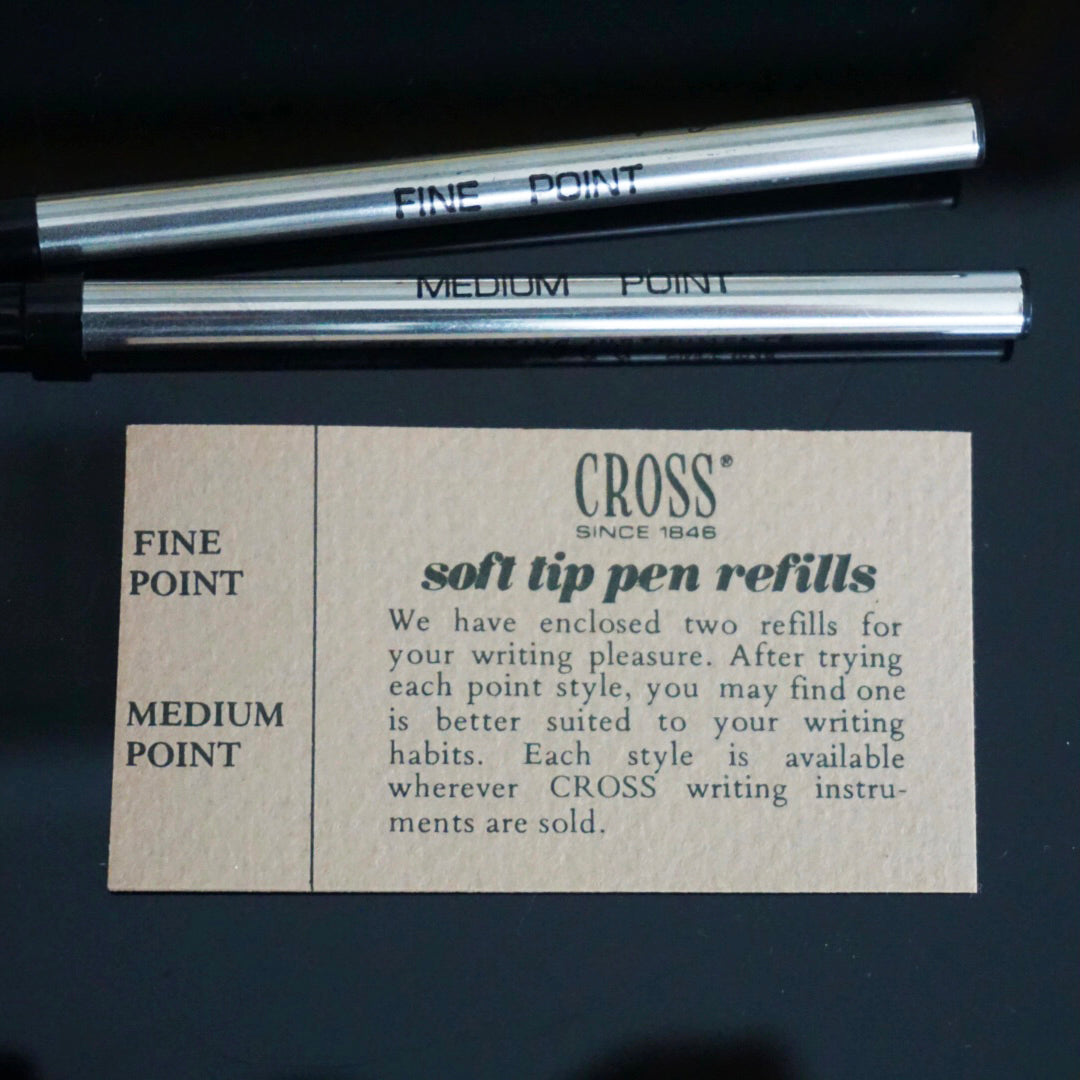 FINE POINT
MEDIUM POINT
FINE
POINT
MEDIUM
POINT
CROSS®
SINCE 1846
soft tip pen refills
We have enclosed two refills for
your writing pleasure. After trying
each point style, you may find one
is better suited to your writing
habits. Each style is available
wherever CROSS writing instru-
ments are sold.